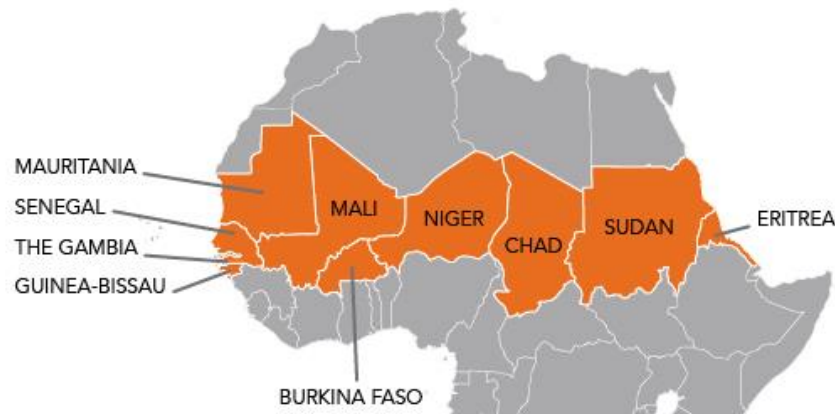 MAURITANIA
SENEGAL
THE GAMBIA
GUINEA-BISSAU
MALI
NIGER
CHAD
SUDAN
ERITREA
BURKINA FASO